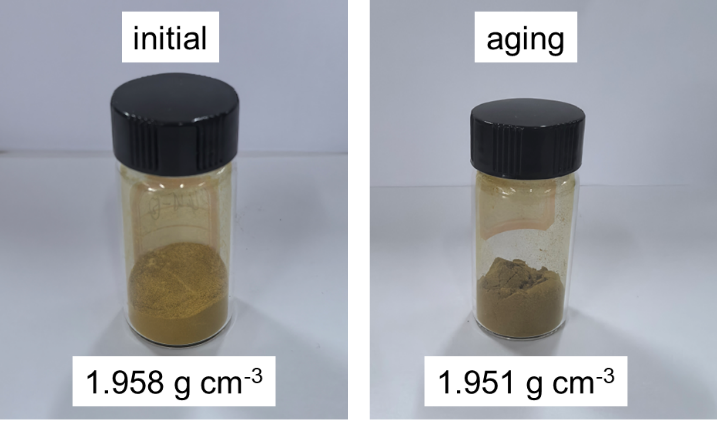 initial
aging
1.958 g cm⁻³
1.951 g cm⁻³